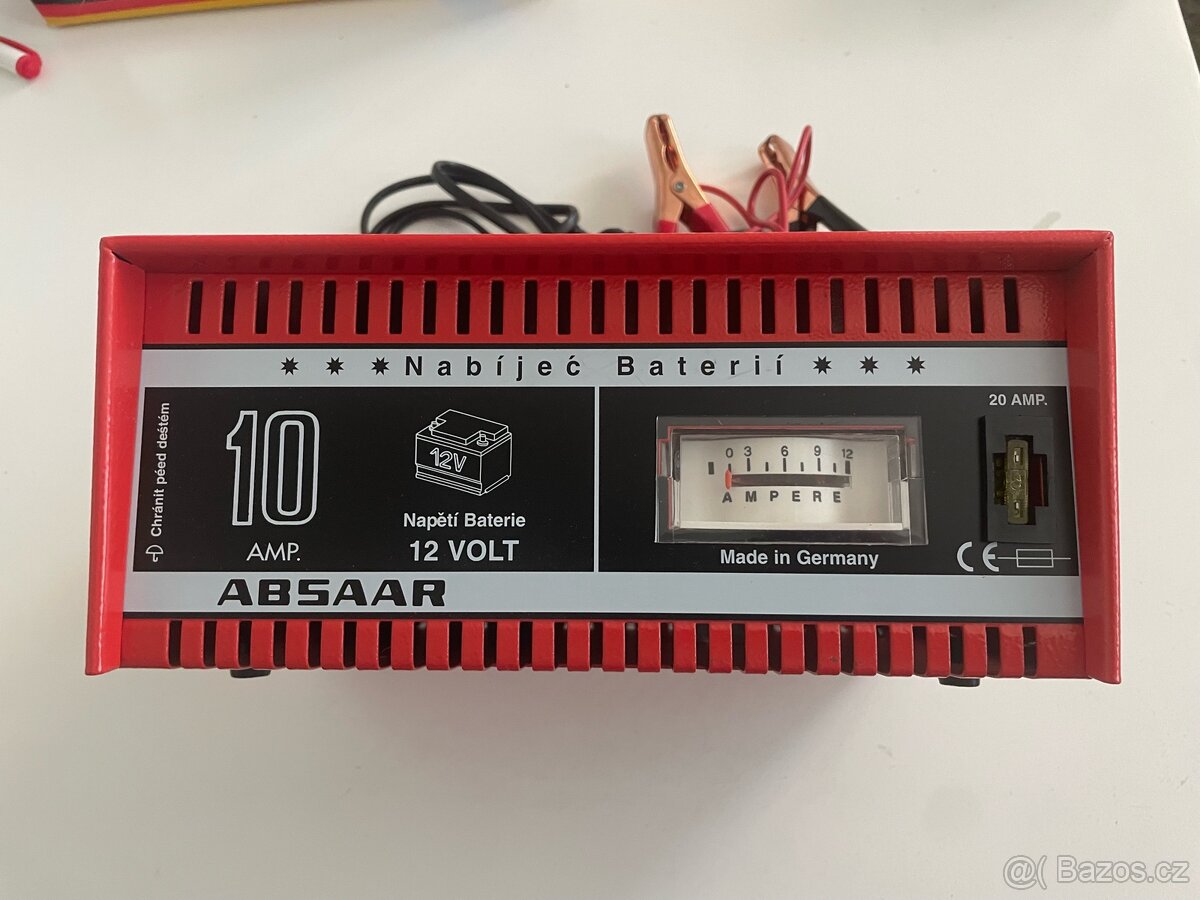 ✷ ✷ ✷ Nabíjeć Baterií ✷ ✷ ✷
Chránit péed deśtém
10
AMP.
12V
Napětí Baterie
12 VOLT
0 3 6 9 12
AMPERE
Made in Germany
20 AMP.
CE
ABSAAR
@( Bazos.cz